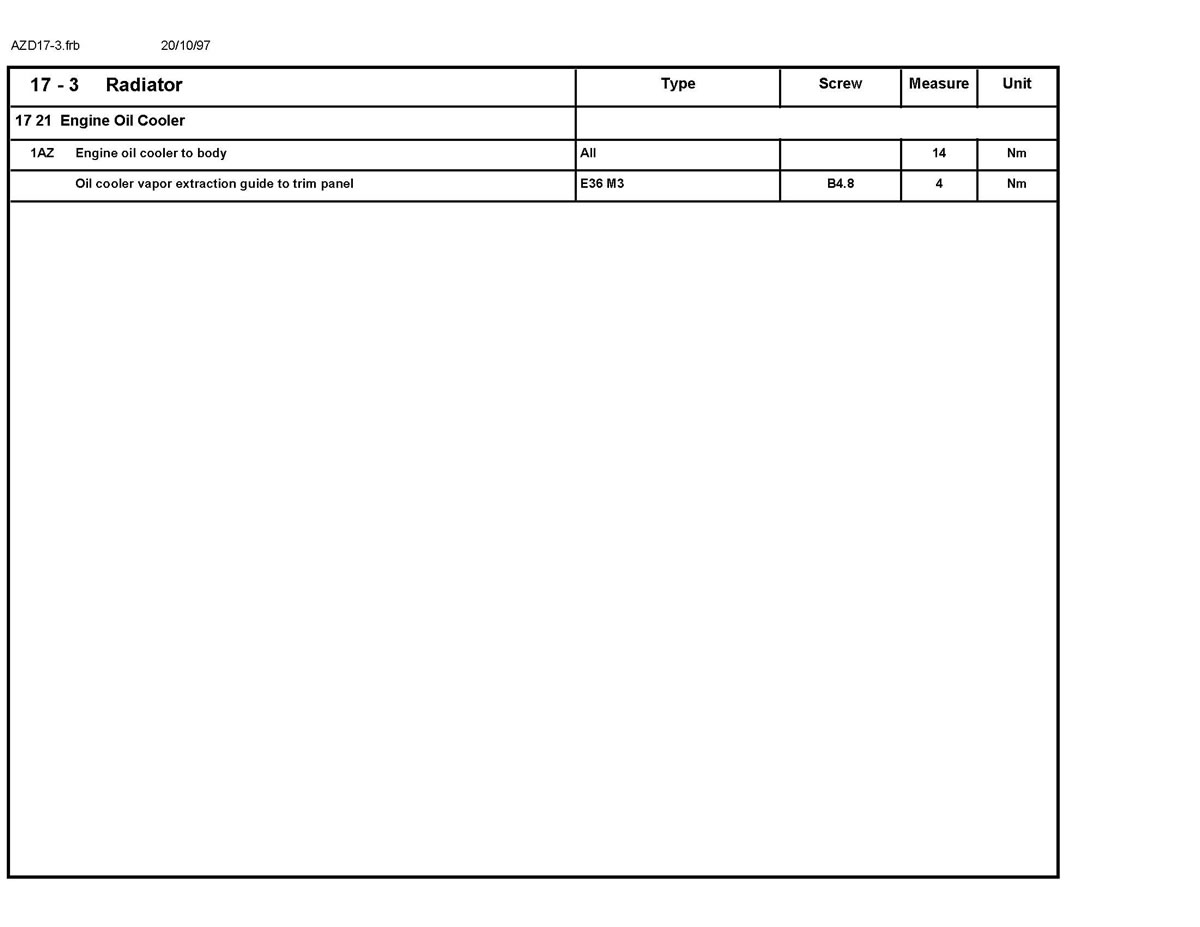 AZD17-3.frb 20/10/97
17 - 3 Radiator Type Screw Measure Unit
17 21 Engine Oil Cooler
1AZ Engine oil cooler to body All 14 Nm
Oil cooler vapor extraction guide to trim panel E36 M3 B4.8 4 Nm